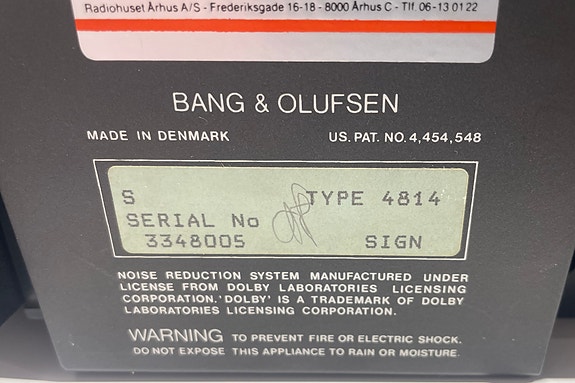 Radiohuset Århus A/S - Frederiksgade 16-18 - 8000 Århus C - Tlf. 06-13 01 22
BANG & OLUFSEN
MADE IN DENMARK US. PAT. NO. 4,454,548
S TYPE 4814
SERIAL No
3348005 SIGN
NOISE REDUCTION SYSTEM MANUFACTURED UNDER
LICENSE FROM DOLBY LABORATORIES LICENSING
CORPORATION. 'DOLBY' IS A TRADEMARK OF DOLBY
LABORATORIES LICENSING CORPORATION.
WARNING TO PREVENT FIRE OR ELECTRIC SHOCK.
DO NOT EXPOSE THIS APPLIANCE TO RAIN OR MOISTURE.